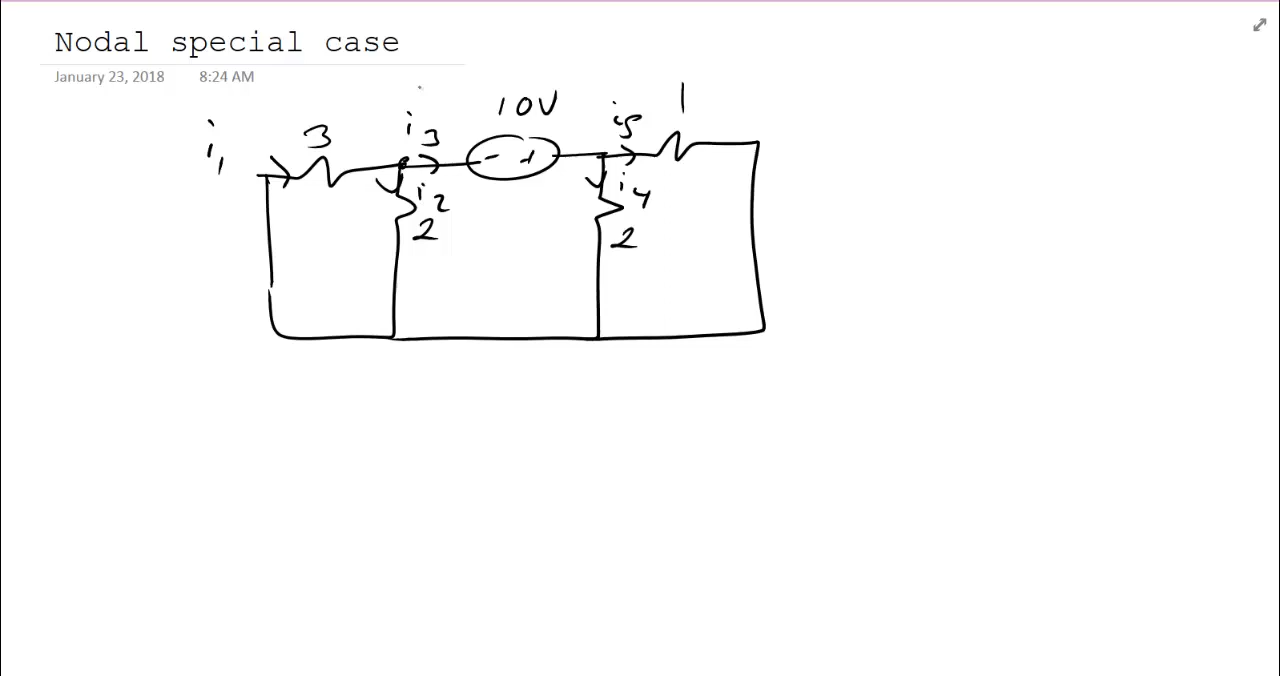 Nodal special case
January 23, 2018 8:24 AM
i1 3 i3 10V i5 1
- +
i2 i4
2 2